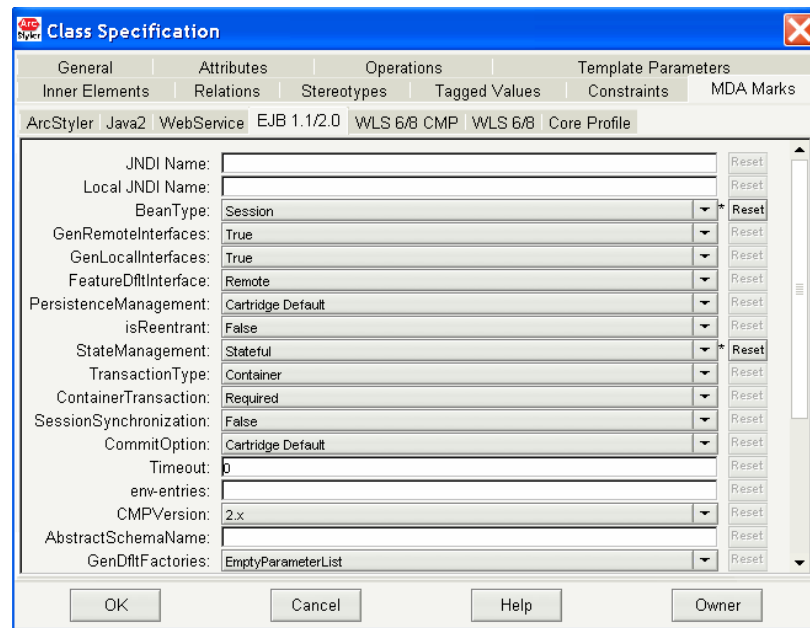 Arc Styler Class Specification
General Attributes Operations Template Parameters
Inner Elements Relations Stereotypes Tagged Values Constraints MDA Marks
ArcStyler Java2 WebService EJB 1.1/2.0 WLS 6/8 CMP WLS 6/8 Core Profile
JNDI Name: Reset
Local JNDI Name: Reset
BeanType: Session * Reset
GenRemoteInterfaces: True Reset
GenLocalInterfaces: True Reset
FeatureDfltInterface: Remote Reset
PersistenceManagement: Cartridge Default Reset
isReentrant: False Reset
StateManagement: Stateful * Reset
TransactionType: Container Reset
ContainerTransaction: Required Reset
SessionSynchronization: False Reset
CommitOption: Cartridge Default Reset
Timeout: 0 Reset
env-entries: Reset
CMPVersion: 2.x Reset
AbstractSchemaName: Reset
GenDfltFactories: EmptyParameterList Reset
OK Cancel Help Owner